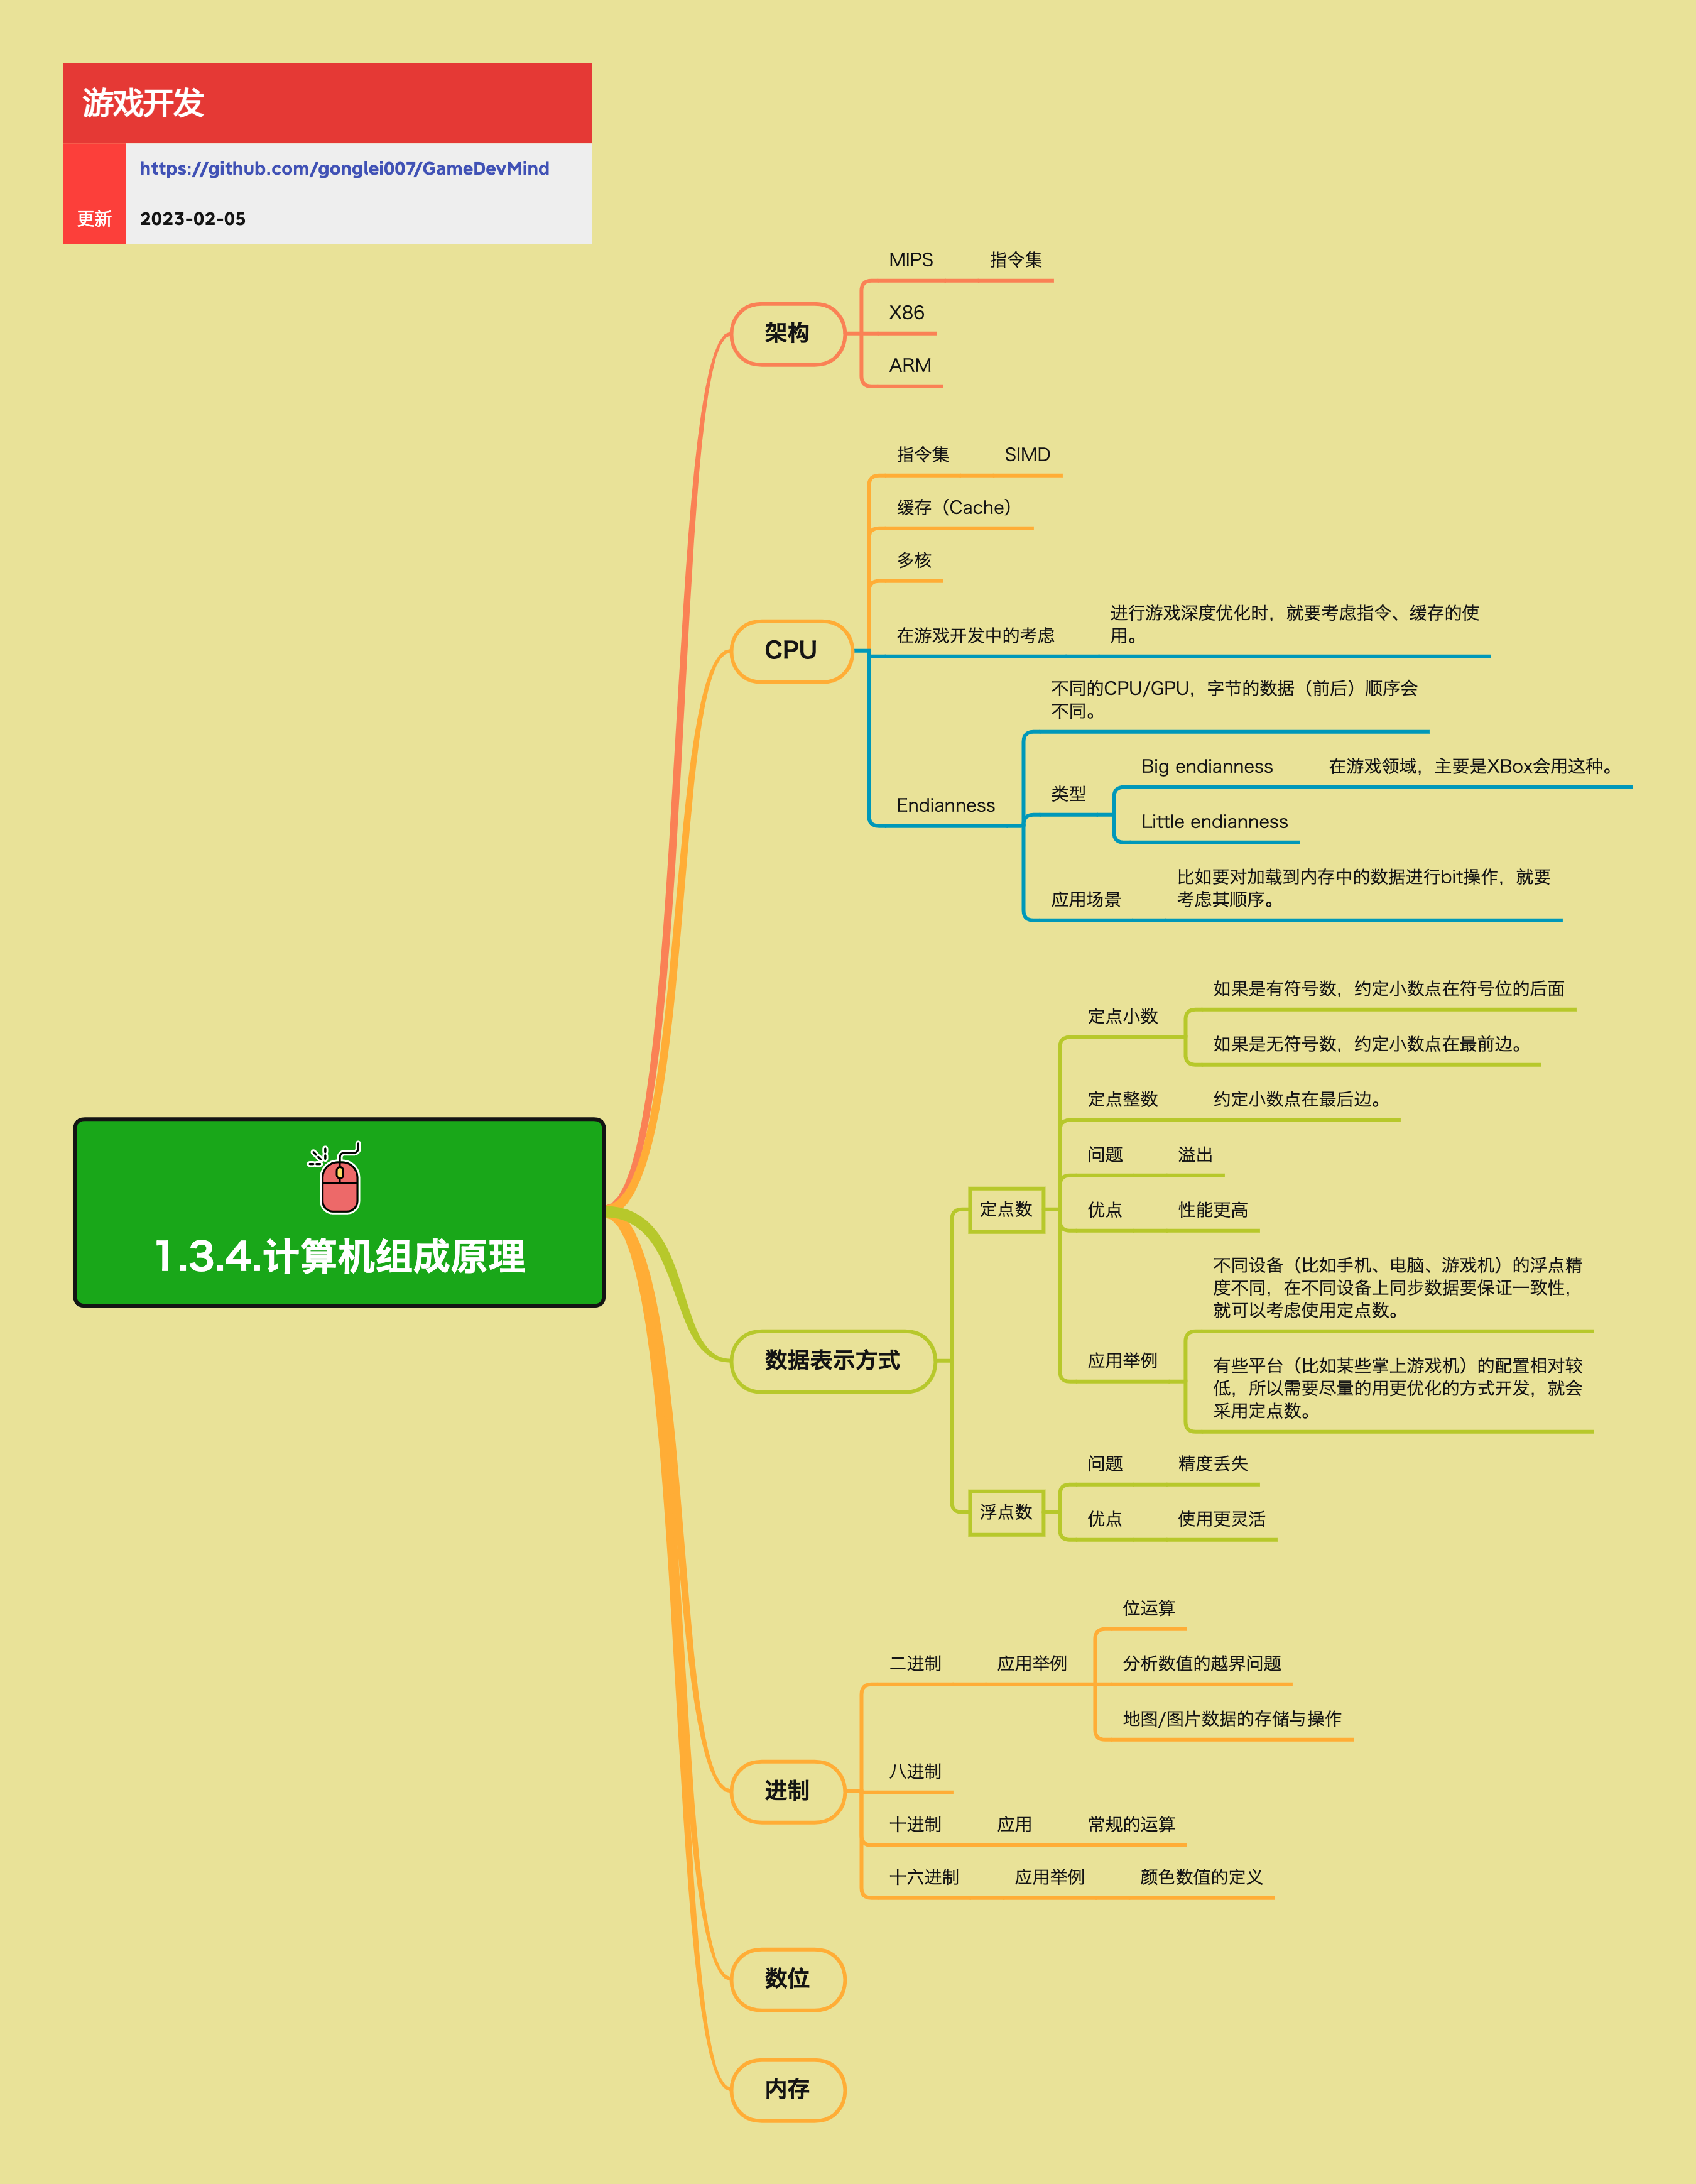 游戏开发
https://github.com/gonglei007/GameDevMind
更新 2023-02-05
1.3.4.计算机组成原理
架构
MIPS 指令集
X86
ARM
CPU
指令集 SIMD
缓存（Cache）
多核
在游戏开发中的考虑
进行游戏深度优化时，就要考虑指令、缓存的使
用。
Endianness
不同的CPU/GPU，字节的数据（前后）顺序会
不同。
类型
Big endianness 在游戏领域，主要是XBox会用这种。
Little endianness
应用场景
比如要对加载到内存中的数据进行bit操作，就要
考虑其顺序。
数据表示方式
定点数
定点小数
如果是有符号数，约定小数点在符号位的后面
如果是无符号数，约定小数点在最前边。
定点整数 约定小数点在最后边。
问题 溢出
优点 性能更高
应用举例
不同设备（比如手机、电脑、游戏机）的浮点精
度不同，在不同设备上同步数据要保证一致性，
就可以考虑使用定点数。
有些平台（比如某些掌上游戏机）的配置相对较
低，所以需要尽量的用更优化的方式开发，就会
采用定点数。
浮点数
问题 精度丢失
优点 使用更灵活
进制
二进制 应用举例
位运算
分析数值的越界问题
地图/图片数据的存储与操作
八进制
十进制 应用 常规的运算
十六进制 应用举例 颜色数值的定义
数位
内存